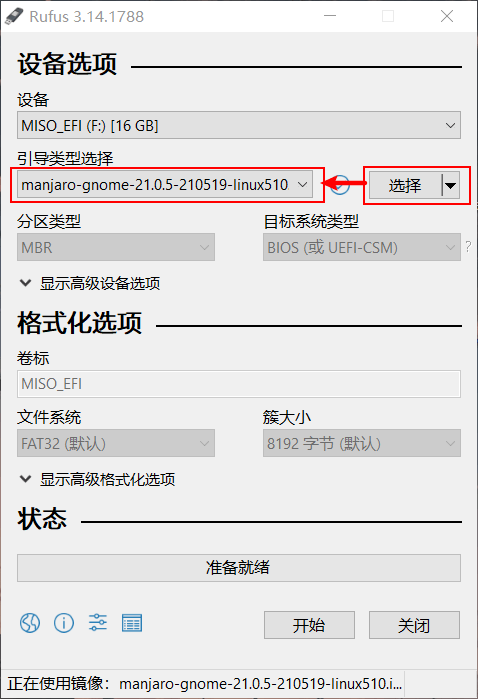 Rufus 3.14.1788
设备选项
设备
MISO_EFI (F:) [16 GB]
引导类型选择
manjaro-gnome-21.0.5-210519-linux510
选择
分区类型
目标系统类型
MBR
BIOS (或 UEFI-CSM)
?
显示高级设备选项
格式化选项
卷标
MISO_EFI
文件系统
簇大小
FAT32 (默认)
8192 字节 (默认)
显示高级格式化选项
状态
准备就绪
开始
关闭
正在使用镜像：manjaro-gnome-21.0.5-210519-linux510.i...